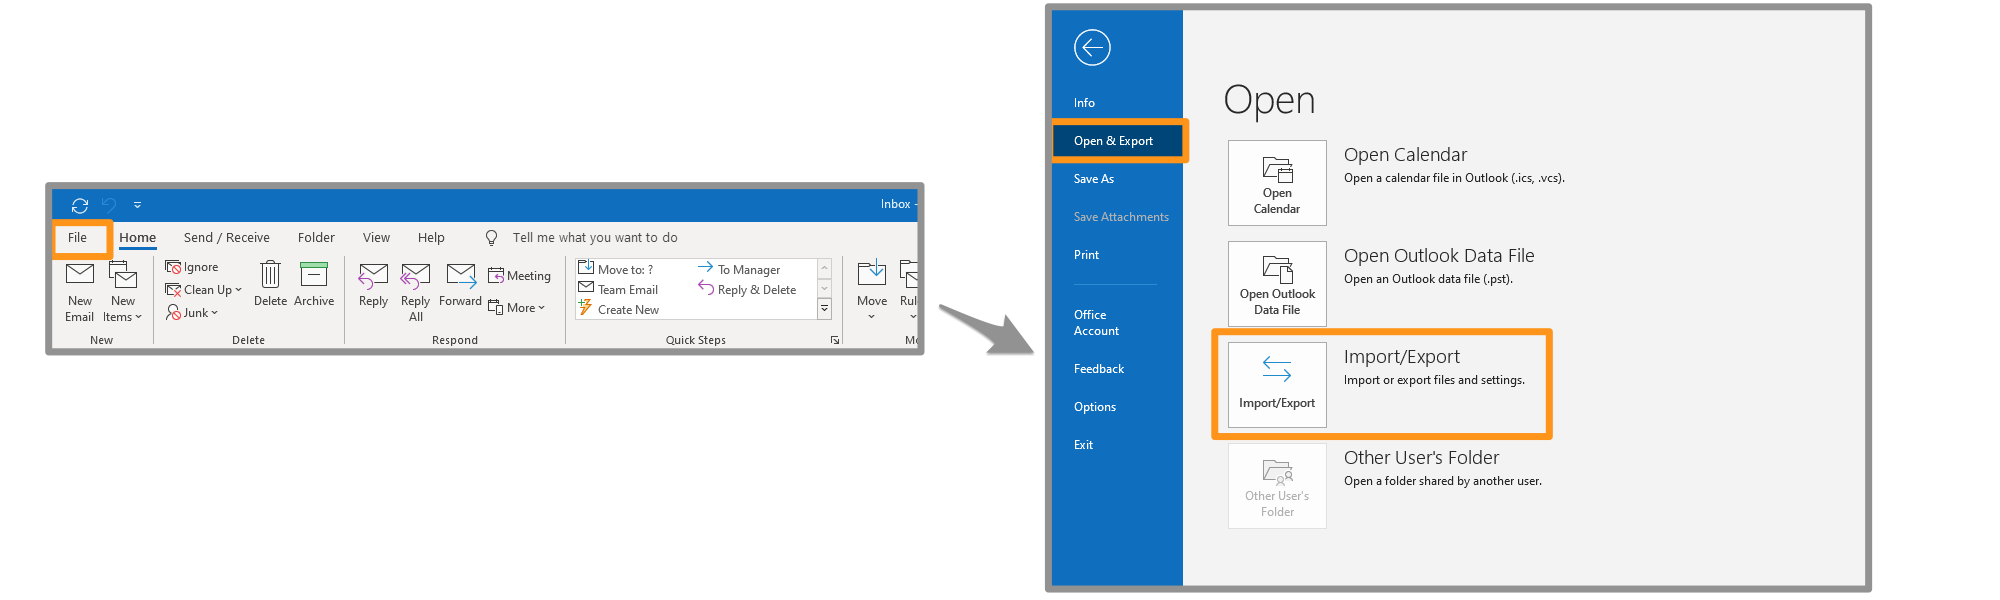 Inbox -
File Home Send / Receive Folder View Help Tell me what you want to do
New
Email
New
Items
Ignore
Clean Up
Junk
Delete
Archive
Reply
Reply
All
Forward
Meeting
More
Move to: ?
Team Email
Create New
To Manager
Reply & Delete
Move
Rul
New
Delete
Respond
Quick Steps
Mo
Info
Open & Export
Save As
Save Attachments
Print
Office
Account
Feedback
Options
Exit
Open
Open
Calendar
Open Calendar
Open a calendar file in Outlook (.ics, .vcs).
Open Outlook
Data File
Open Outlook Data File
Open an Outlook data file (.pst).
Import/Export
Import/Export
Import or export files and settings.
Other User's
Folder
Other User's Folder
Open a folder shared by another user.